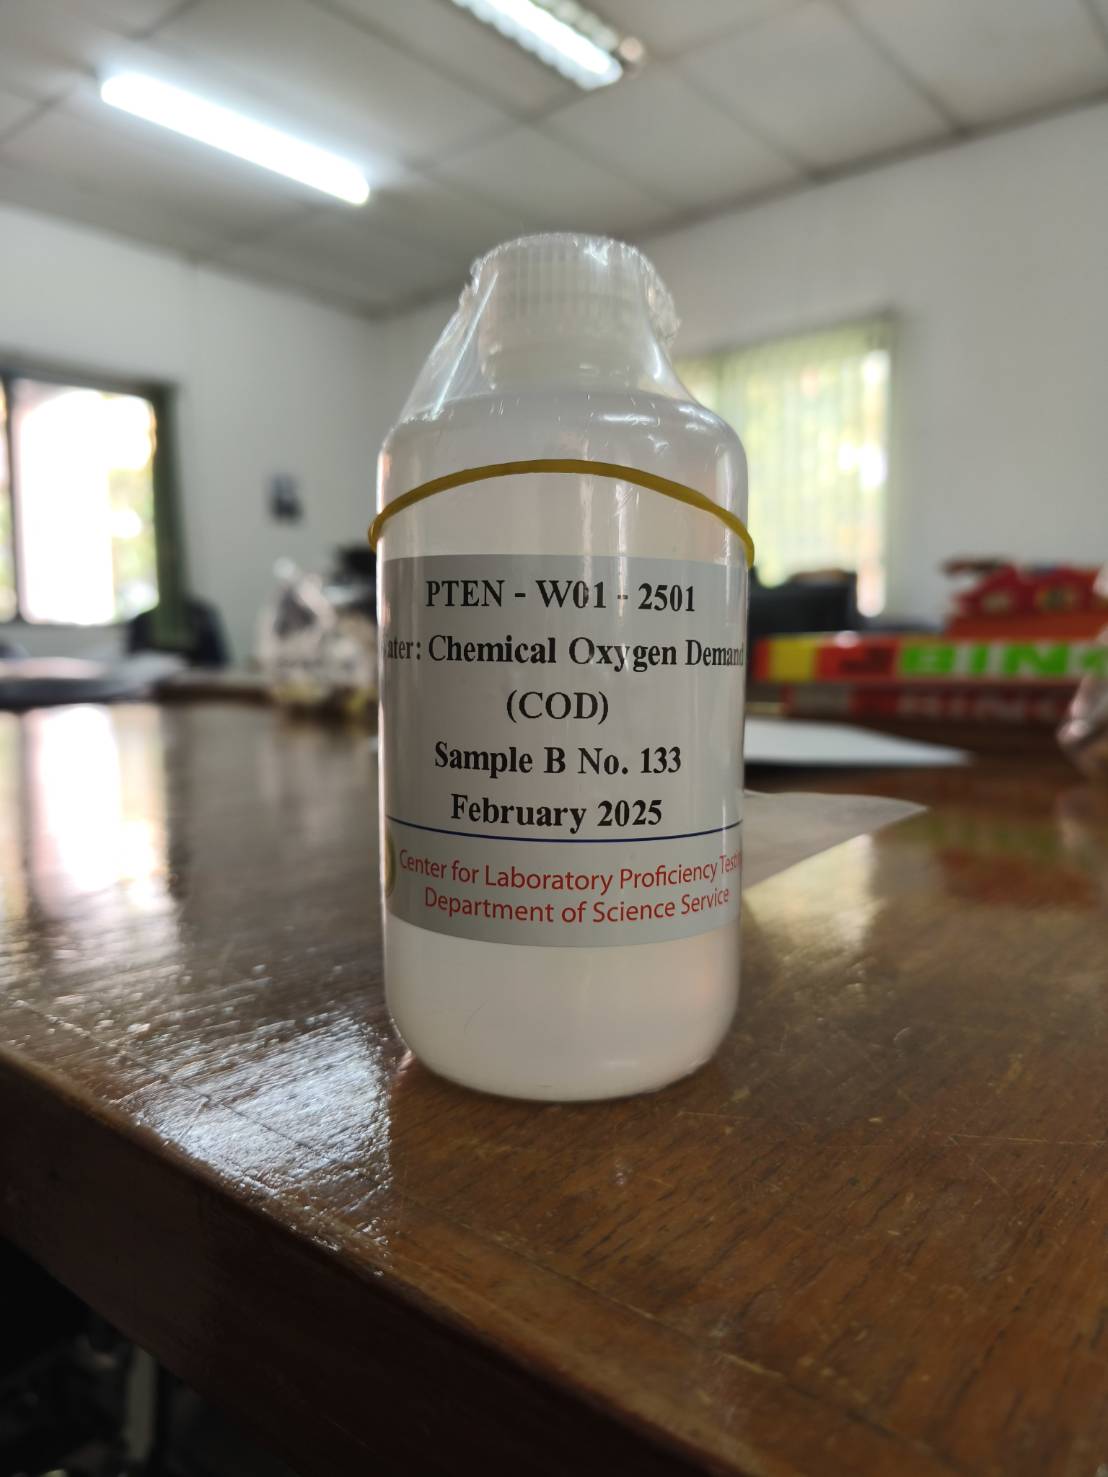 PTEN - W01 - 2501
ater: Chemical Oxygen Demand
(COD)
Sample B No. 133
February 2025
Center for Laboratory Proficiency Test
Department of Science Service